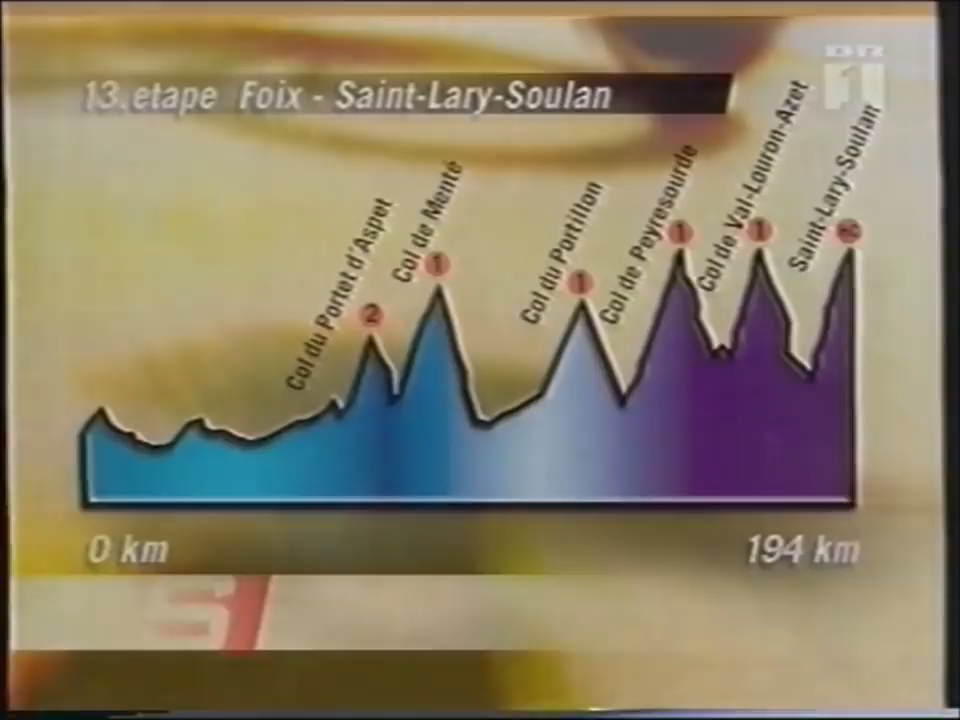 DR
1
13.etape Foix - Saint-Lary-Soulan
Col du Portet d'Aspet
2
Col de Menté
1
Col du Portillon
1
Col de Peyresourde
1
Col de Val-Louron-Azet
1
Saint-Lary-Soulan
0 km
194 km
S